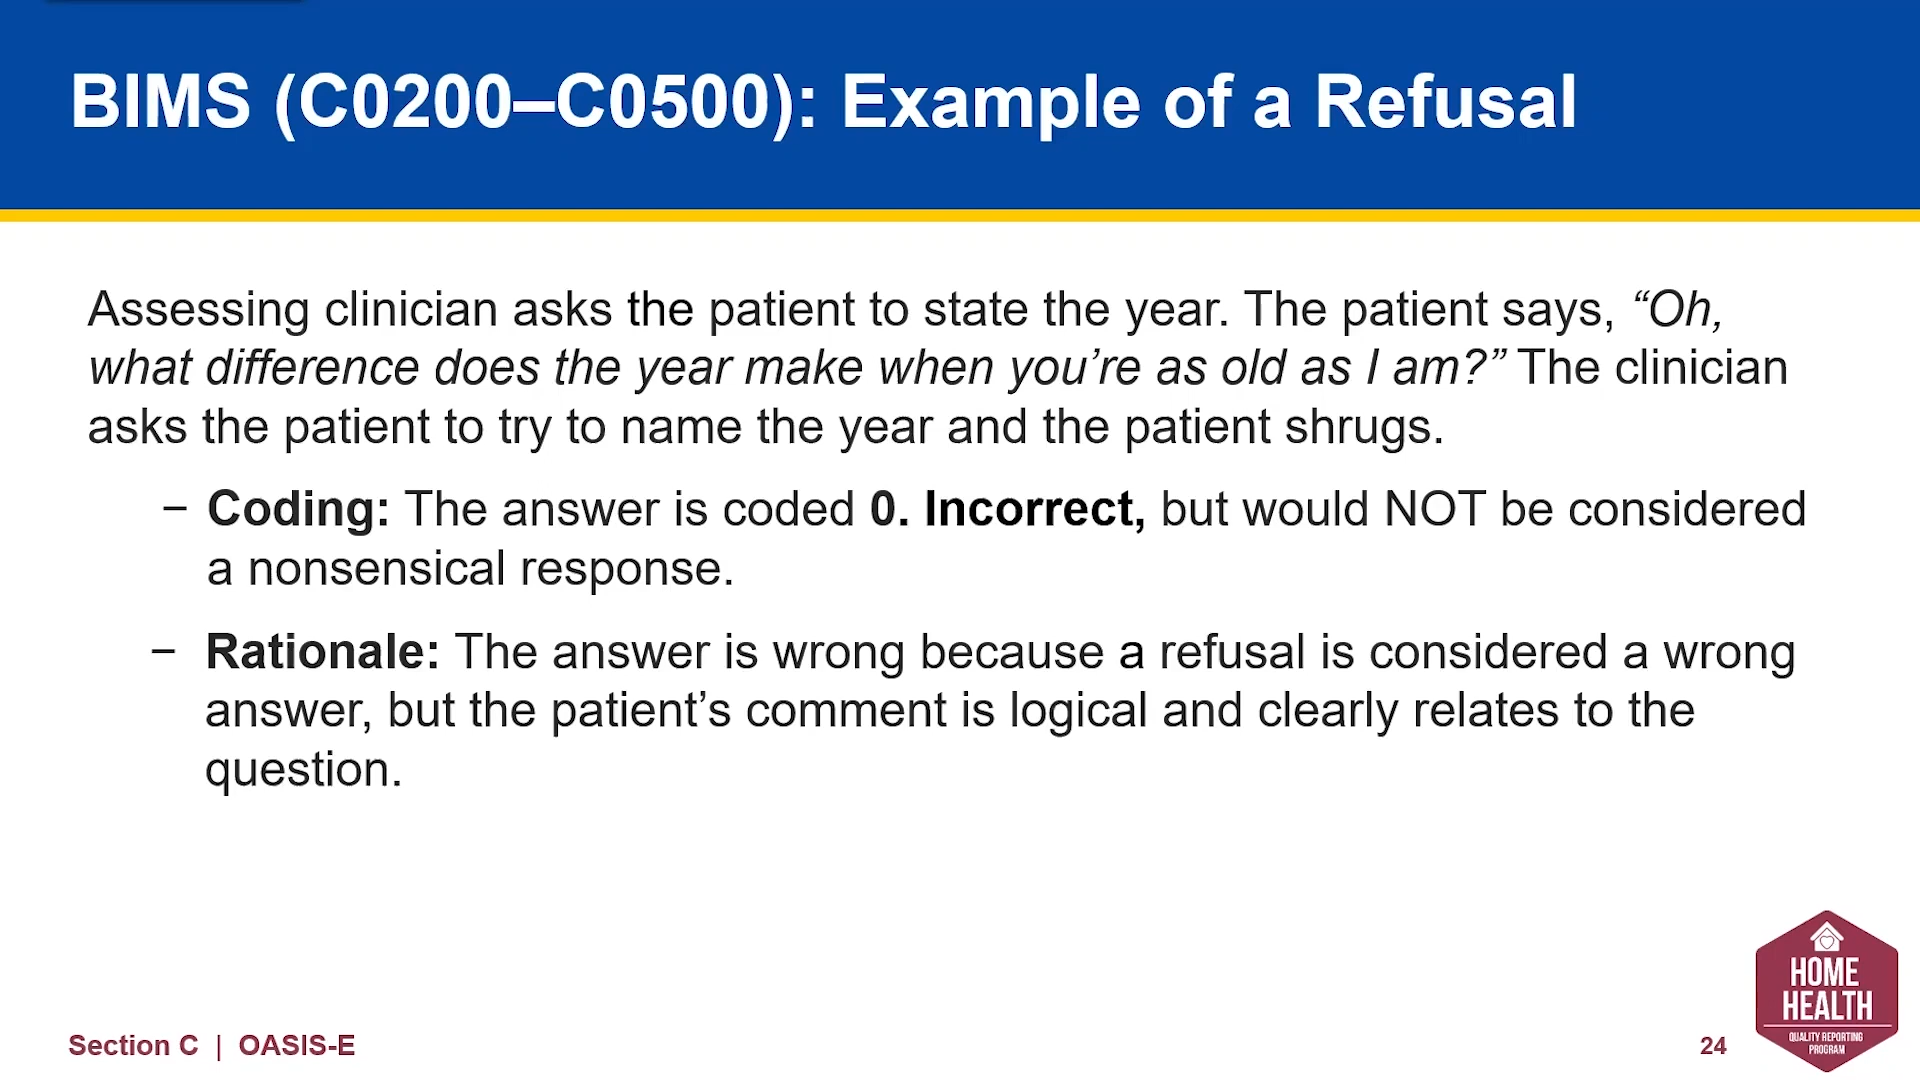 BIMS (C0200–C0500): Example of a Refusal
Assessing clinician asks the patient to state the year. The patient says, “Oh,
what difference does the year make when you’re as old as I am?” The clinician
asks the patient to try to name the year and the patient shrugs.
− Coding: The answer is coded 0. Incorrect, but would NOT be considered
a nonsensical response.
− Rationale: The answer is wrong because a refusal is considered a wrong
answer, but the patient’s comment is logical and clearly relates to the
question.
HOME
HEALTH
QUALITY REPORTING
PROGRAM
Section C | OASIS-E
24